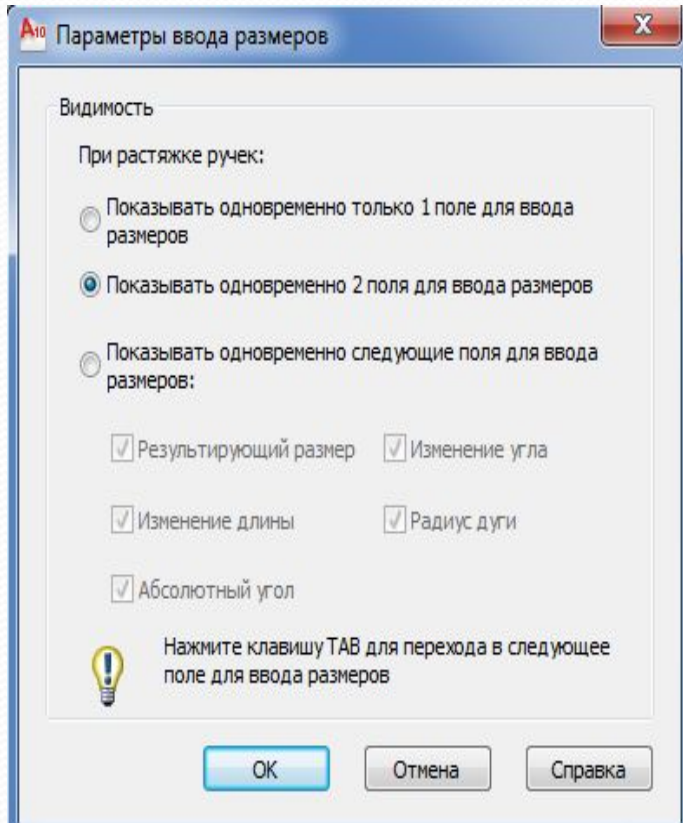 A10 Параметры ввода размеров
Видимость
При растяжке ручек:
Показывать одновременно только 1 поле для ввода
размеров
Показывать одновременно 2 поля для ввода размеров
Показывать одновременно следующие поля для ввода
размеров:
Результирующий размер Изменение угла
Изменение длины Радиус дуги
Абсолютный угол
Нажмите клавишу TAB для перехода в следующее
поле для ввода размеров
OK Отмена Справка